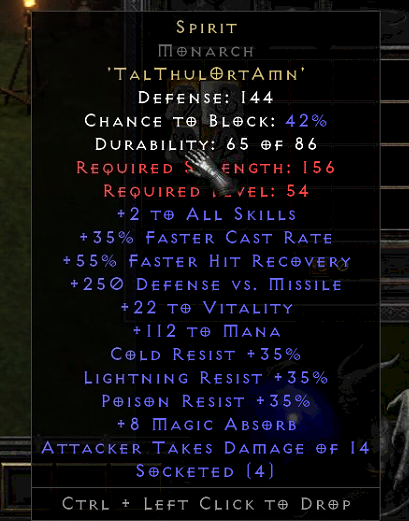 Spirit
Monarch
'TalThulOrtAmn'
Defense: 144
Chance to Block: 42%
Durability: 65 of 86
Required Strength: 156
Required Level: 54
+2 to All Skills
+35% Faster Cast Rate
+55% Faster Hit Recovery
+250 Defense vs. Missile
+22 to Vitality
+112 to Mana
Cold Resist +35%
Lightning Resist +35%
Poison Resist +35%
+8 Magic Absorb
Attacker Takes Damage of 14
Socketed (4)
Ctrl + Left Click to Drop